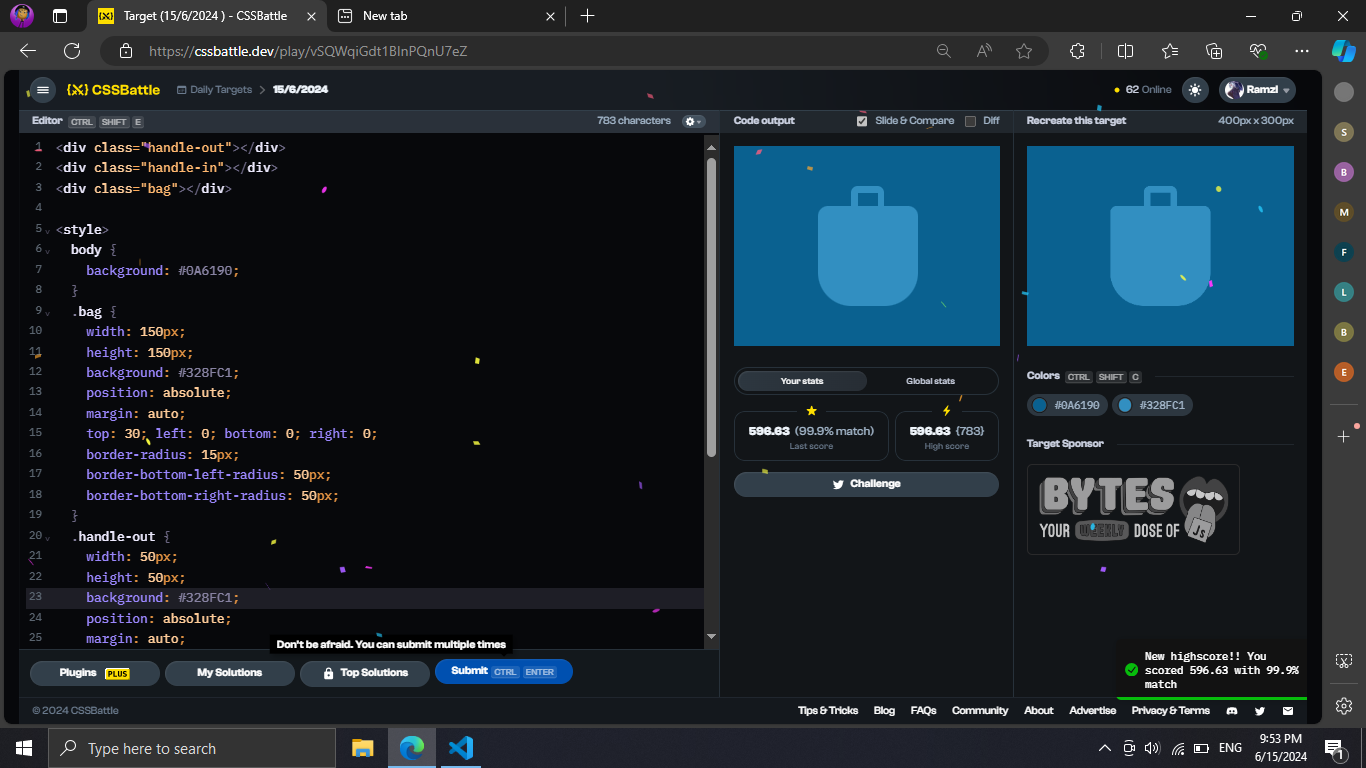 Target (15/6/2024 ) - CSSBattle
New tab
https://cssbattle.dev/play/vSQWqiGdt1BlnPQnU7eZ
{X} CSSBattle
Daily Targets > 15/6/2024
62 Online
Ramzi
Editor CTRL SHIFT E
783 characters
Code output
Slide & Compare
Diff
Recreate this target
400px x 300px
1 <div class="handle-out"></div>
2 <div class="handle-in"></div>
3 <div class="bag"></div>
4
5 <style>
6 body {
7 background: #0A6190;
8 }
9 .bag {
10 width: 150px;
11 height: 150px;
12 background: #328FC1;
13 position: absolute;
14 margin: auto;
15 top: 30; left: 0; bottom: 0; right: 0;
16 border-radius: 15px;
17 border-bottom-left-radius: 50px;
18 border-bottom-right-radius: 50px;
19 }
20 .handle-out {
21 width: 50px;
22 height: 50px;
23 background: #328FC1;
24 position: absolute;
25 margin: auto;
Your stats
Global stats
596.63 (99.9% match)
Last score
596.63 {783}
High score
Challenge
Colors CTRL SHIFT C
#0A6190
#328FC1
Target Sponsor
BYTES
YOUR WEEKLY DOSE OF JS
S
B
M
F
L
B
E
Don't be afraid. You can submit multiple times
Plugins PLUS
My Solutions
Top Solutions
Submit CTRL ENTER
New highscore!! You
scored 596.63 with 99.9%
match
© 2024 CSSBattle
Tips & Tricks
Blog
FAQs
Community
About
Advertise
Privacy & Terms
Type here to search
ENG
9:53 PM
6/15/2024
1